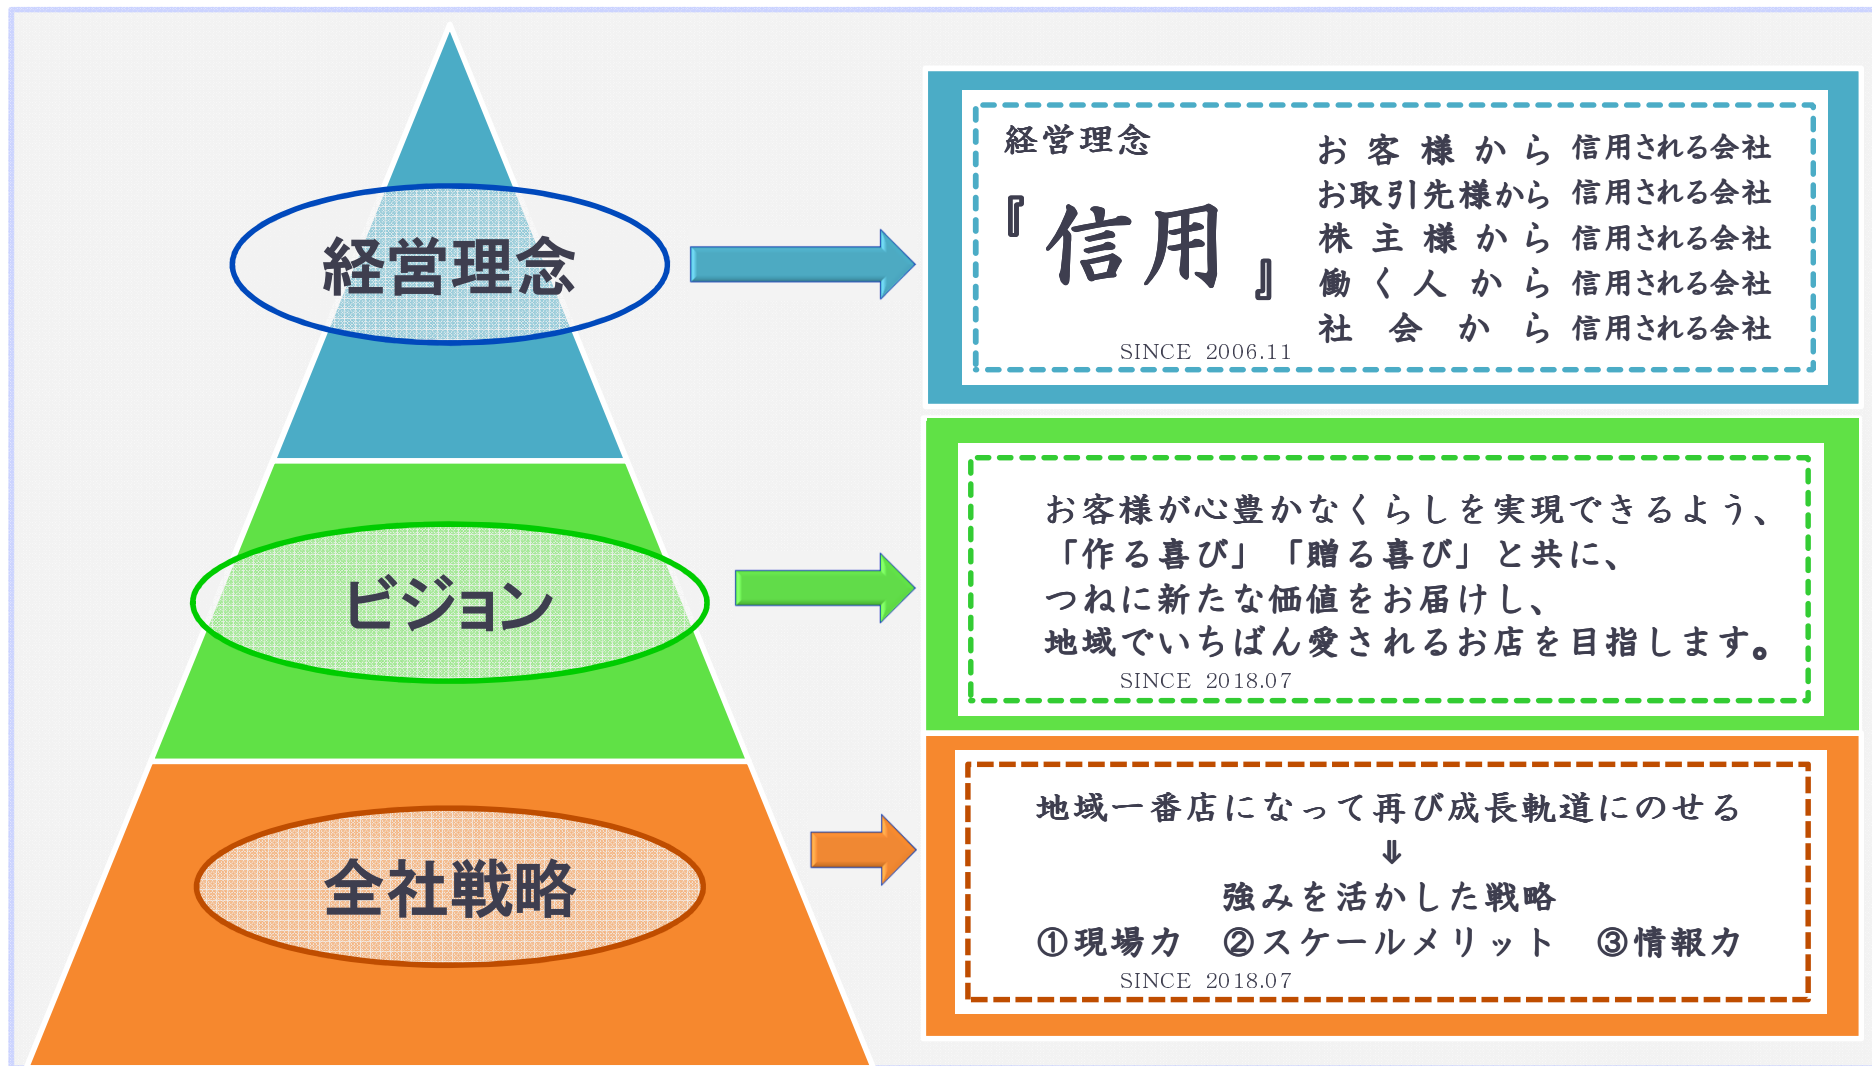 経営理念
経営理念
『信用』
お客様から 信用される会社
お取引先様から 信用される会社
株主様から 信用される会社
働く人から 信用される会社
社会から 信用される会社
SINCE 2006.11
ビジョン
お客様が心豊かなくらしを実現できるよう、
「作る喜び」「贈る喜び」と共に、
つねに新たな価値をお届けし、
地域でいちばん愛されるお店を目指します。
SINCE 2018.07
全社戦略
地域一番店になって再び成長軌道にのせる
⇓
強みを活かした戦略
①現場力 ②スケールメリット ③情報力
SINCE 2018.07